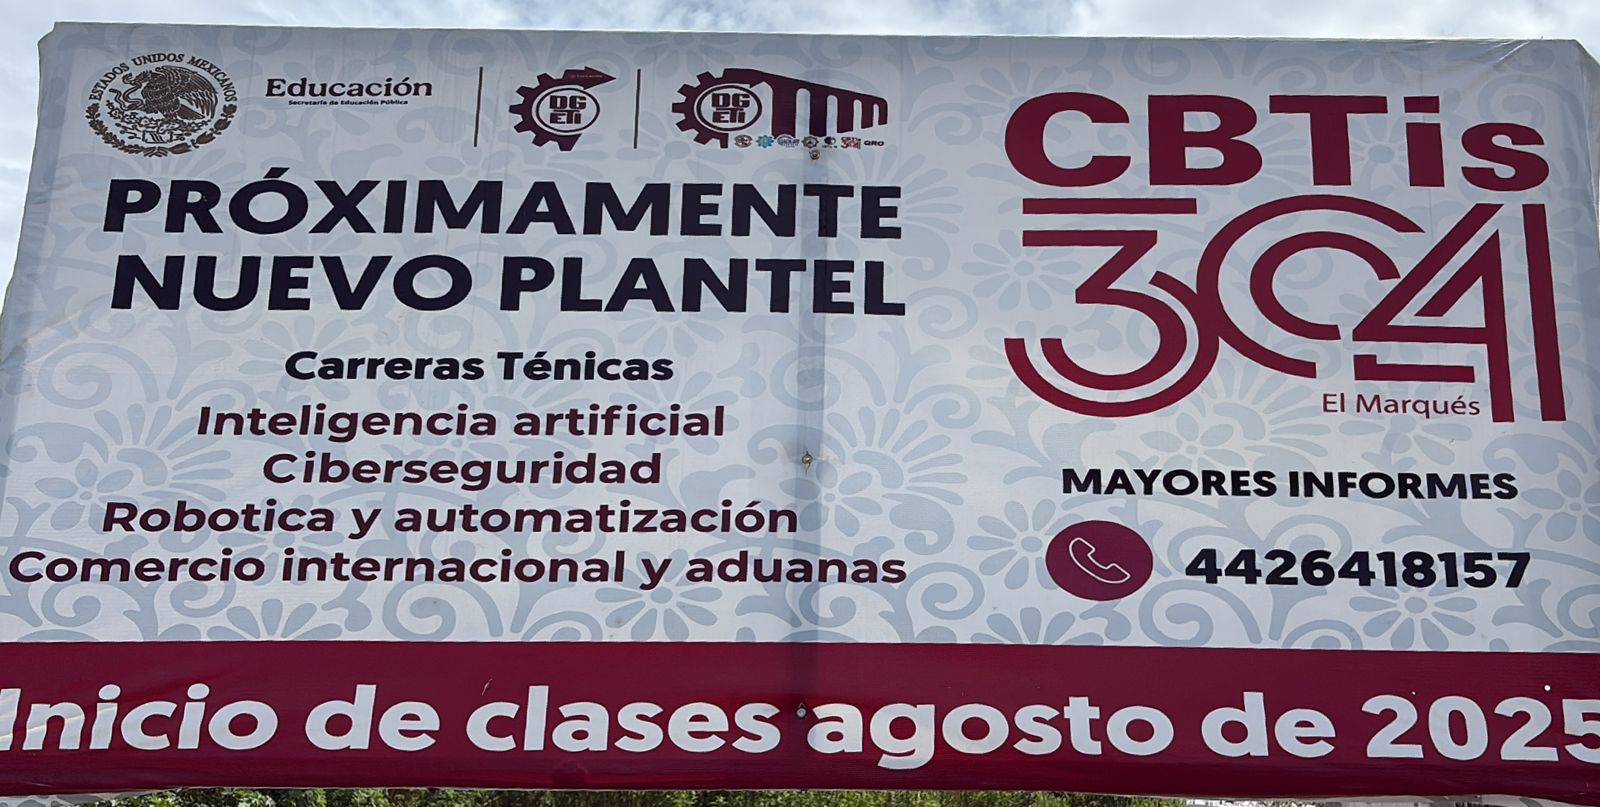 ESTADOS UNIDOS MEXICANOS
Educación
Secretaría de Educación Pública
DG
ETi
DG
ETi
QRO
PRÓXIMAMENTE
NUEVO PLANTEL
Carreras Ténicas
Inteligencia artificial
Ciberseguridad
Robotica y automatización
Comercio internacional y aduanas
CBTis
304
El Marqués
MAYORES INFORMES
4426418157
Inicio de clases agosto de 2025